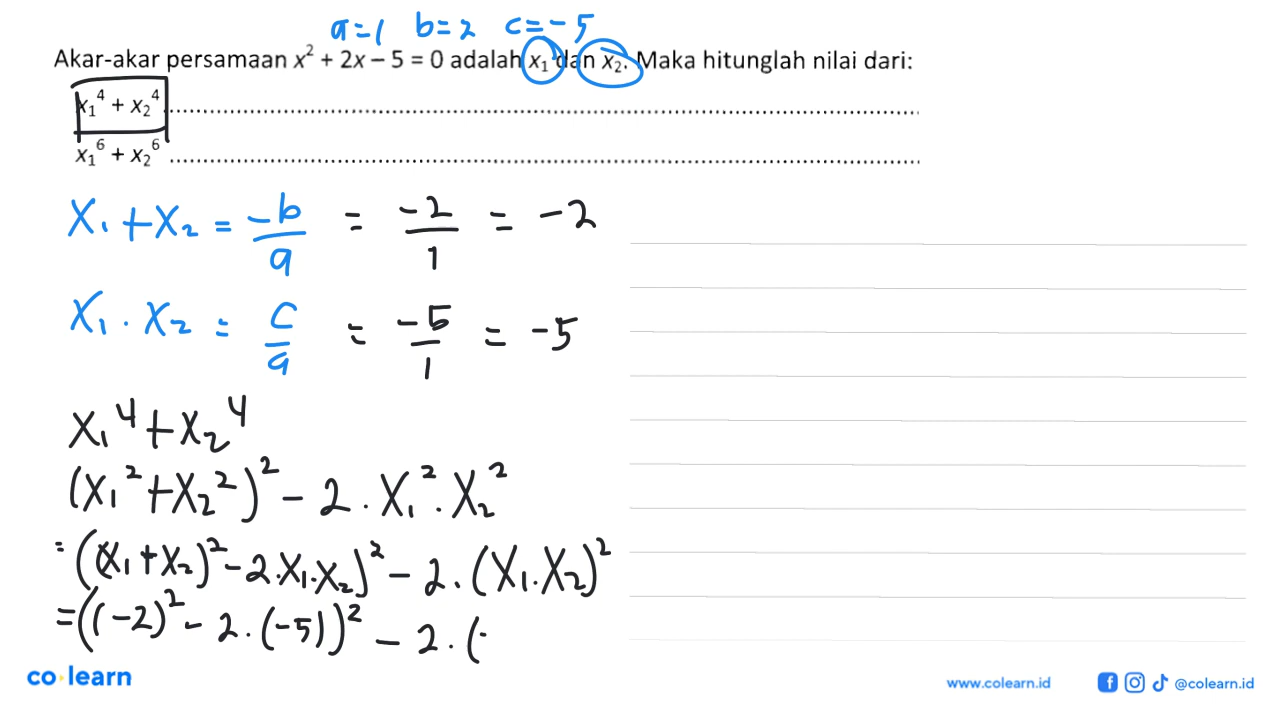 a=1 b=2 c=-5
Akar-akar persamaan x² + 2x – 5 = 0 adalah x₁ dan x₂. Maka hitunglah nilai dari:
x₁⁴ + x₂⁴ ........................................................................
x₁⁶ + x₂⁶ ........................................................................
X₁ + X₂ = -b/a = -2/1 = -2
X₁ . X₂ = c/a = -5/1 = -5
X₁⁴ + X₂⁴
(X₁² + X₂²)² - 2 . X₁² . X₂²
= ((X₁ + X₂)² - 2 . X₁ . X₂)² - 2 . (X₁ . X₂)²
= ((-2)² - 2 . (-5))² - 2 . (
co·learn
www.colearn.id @colearn.id